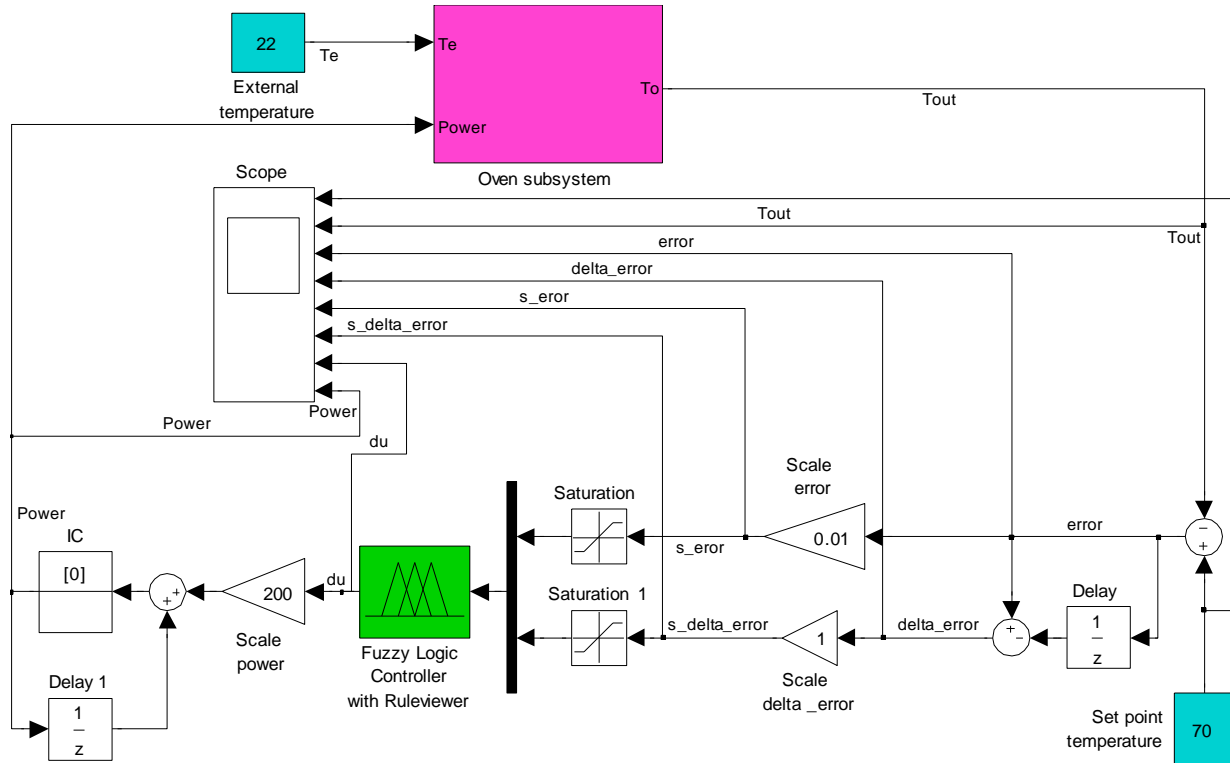 22
Te
External
temperature
Te
Power
To
Oven subsystem
Tout
Scope
Tout
Tout
error
delta_error
s_eror
s_delta_error
Power
Power
du
Power
IC
[0]
+
+
200
Scale
power
du
Fuzzy Logic
Controller
with Ruleviewer
Delay 1
1
z
Saturation
Saturation 1
s_eror
s_delta_error
Scale
error
0.01
1
Scale
delta _error
delta_error
error
+
−
Delay
1
z
−
+
Set point
temperature
70